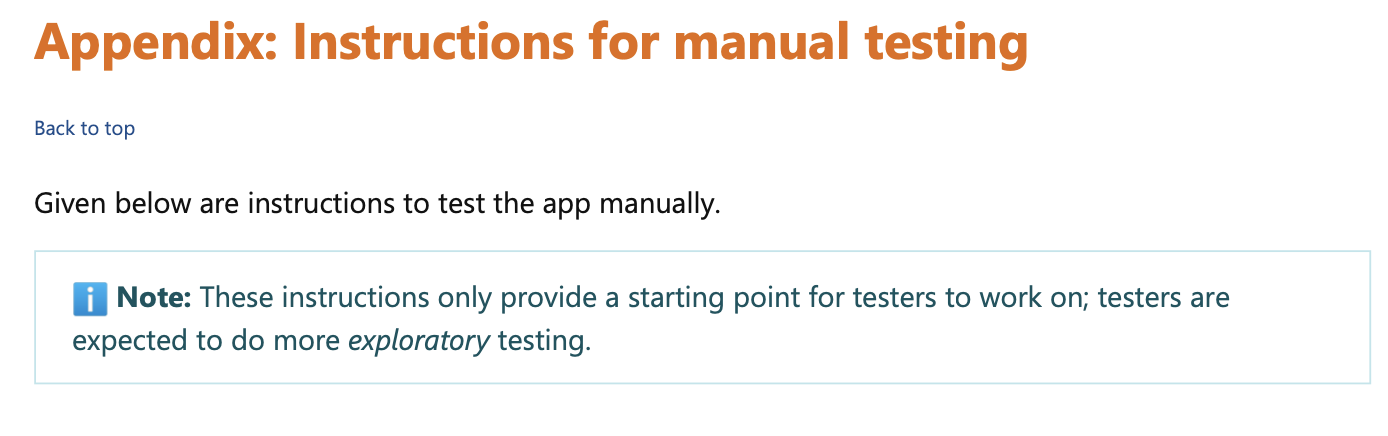 Appendix: Instructions for manual testing
Back to top
Given below are instructions to test the app manually.
ℹ️ Note: These instructions only provide a starting point for testers to work on; testers are
expected to do more exploratory testing.